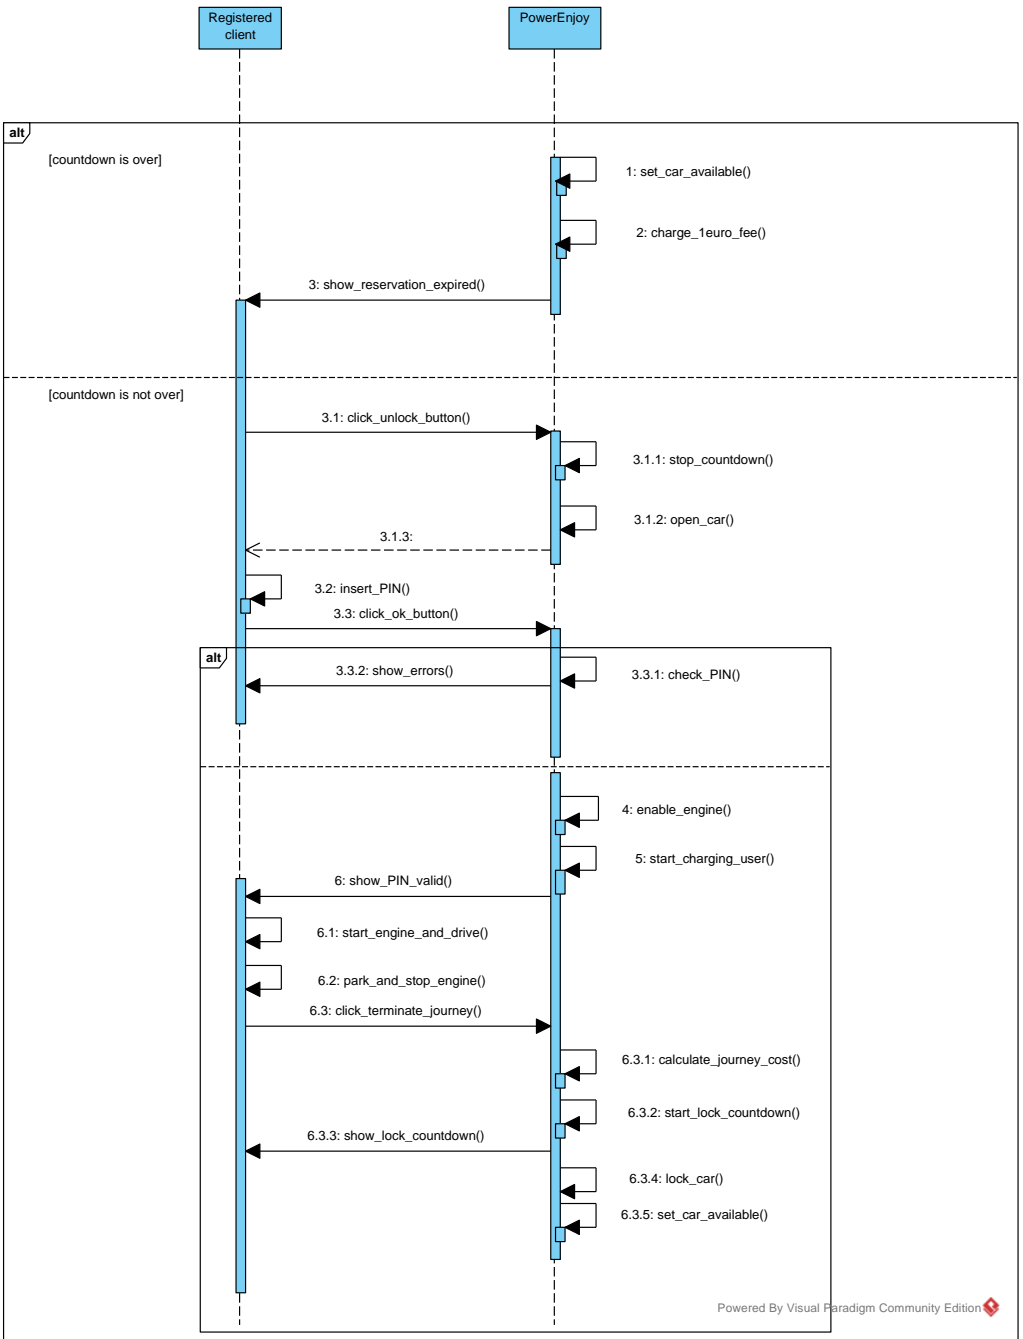 Registered
client
PowerEnjoy
alt
[countdown is over]
1: set_car_available()
2: charge_1euro_fee()
3: show_reservation_expired()
[countdown is not over]
3.1: click_unlock_button()
3.1.1: stop_countdown()
3.1.2: open_car()
3.1.3:
3.2: insert_PIN()
3.3: click_ok_button()
alt
3.3.2: show_errors()
3.3.1: check_PIN()
4: enable_engine()
5: start_charging_user()
6: show_PIN_valid()
6.1: start_engine_and_drive()
6.2: park_and_stop_engine()
6.3: click_terminate_journey()
6.3.1: calculate_journey_cost()
6.3.2: start_lock_countdown()
6.3.3: show_lock_countdown()
6.3.4: lock_car()
6.3.5: set_car_available()
Powered By Visual Paradigm Community Edition